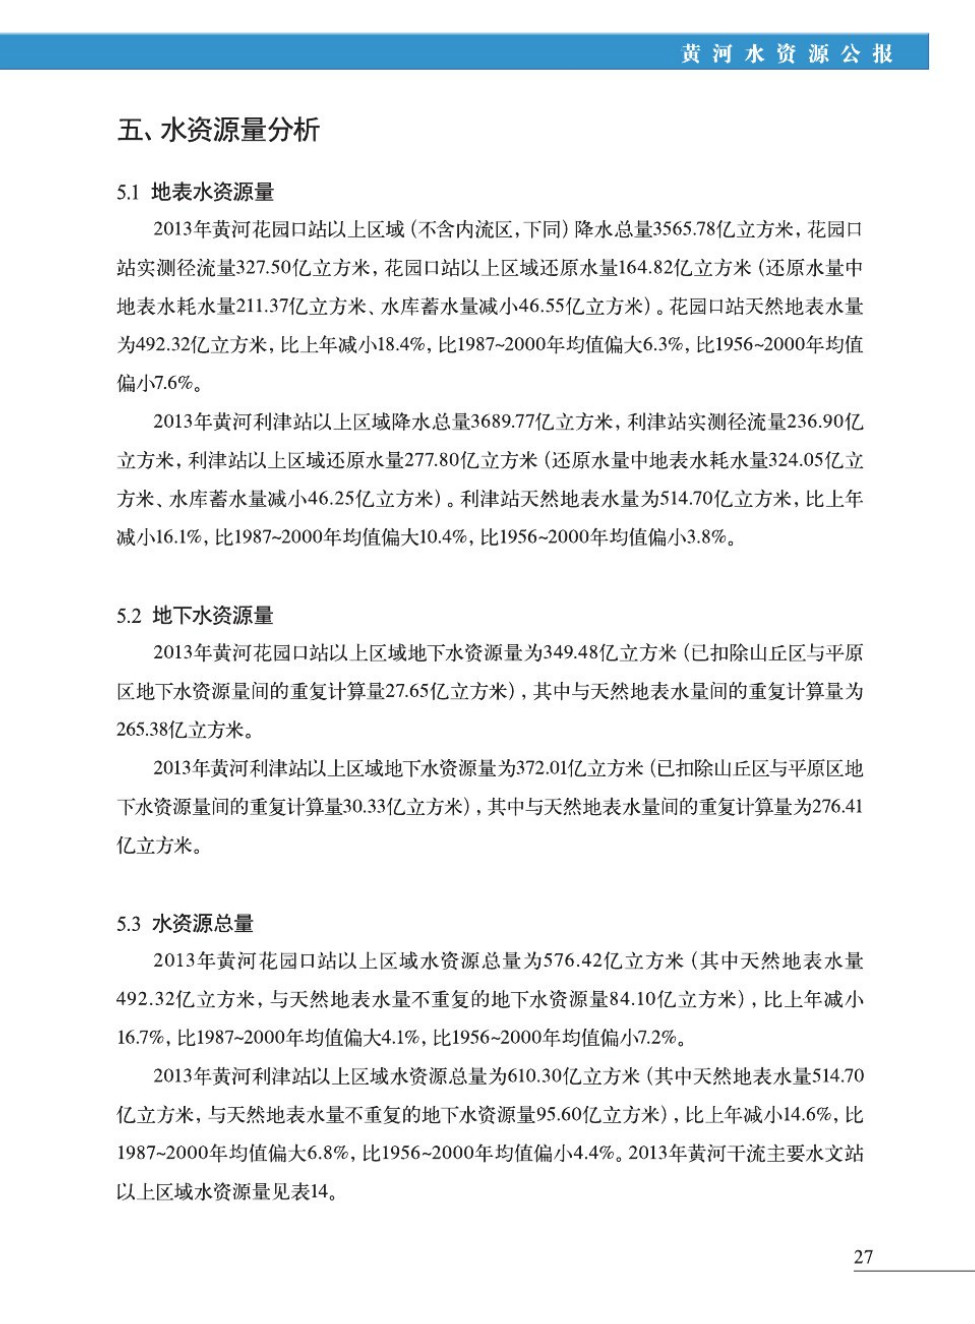 黄河水资源公报
五、水资源量分析
5.1 地表水资源量
2013年黄河花园口站以上区域(不含内流区,下同)降水总量3565.78亿立方米,花园口
站实测径流量327.50亿立方米,花园口站以上区域还原水量164.82亿立方米(还原水量中
地表水耗水量211.37亿立方米、水库蓄水量减小46.55亿立方米)。花园口站天然地表水量
为492.32亿立方米,比上年减小18.4%,比1987~2000年均值偏大6.3%,比1956~2000年均值
偏小7.6%。
2013年黄河利津站以上区域降水总量3689.77亿立方米,利津站实测径流量236.90亿
立方米,利津站以上区域还原水量277.80亿立方米(还原水量中地表水耗水量324.05亿立
方米、水库蓄水量减小46.25亿立方米)。利津站天然地表水量为514.70亿立方米,比上年
减小16.1%,比1987~2000年均值偏大10.4%,比1956~2000年均值偏小3.8%。
5.2 地下水资源量
2013年黄河花园口站以上区域地下水资源量为349.48亿立方米(已扣除山丘区与平原
区地下水资源量间的重复计算量27.65亿立方米),其中与天然地表水量间的重复计算量为
265.38亿立方米。
2013年黄河利津站以上区域地下水资源量为372.01亿立方米(已扣除山丘区与平原区地
下水资源量间的重复计算量30.33亿立方米),其中与天然地表水量间的重复计算量为276.41
亿立方米。
5.3 水资源总量
2013年黄河花园口站以上区域水资源总量为576.42亿立方米(其中天然地表水量
492.32亿立方米,与天然地表水量不重复的地下水资源量84.10亿立方米),比上年减小
16.7%,比1987~2000年均值偏大4.1%,比1956~2000年均值偏小7.2%。
2013年黄河利津站以上区域水资源总量为610.30亿立方米(其中天然地表水量514.70
亿立方米,与天然地表水量不重复的地下水资源量95.60亿立方米),比上年减小14.6%,比
1987~2000年均值偏大6.8%,比1956~2000年均值偏小4.4%。2013年黄河干流主要水文站
以上区域水资源量见表14。
27